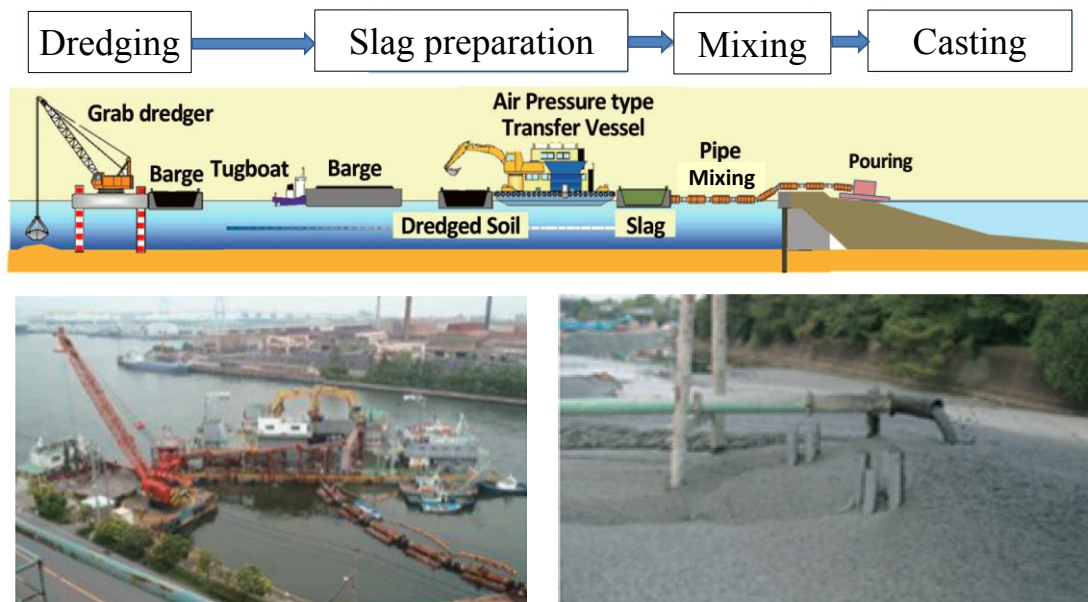 Dredging
Slag preparation
Mixing
Casting
Grab dredger
Barge
Tugboat
Barge
Air Pressure type
Transfer Vessel
Pipe
Mixing
Pouring
Dredged Soil
Slag